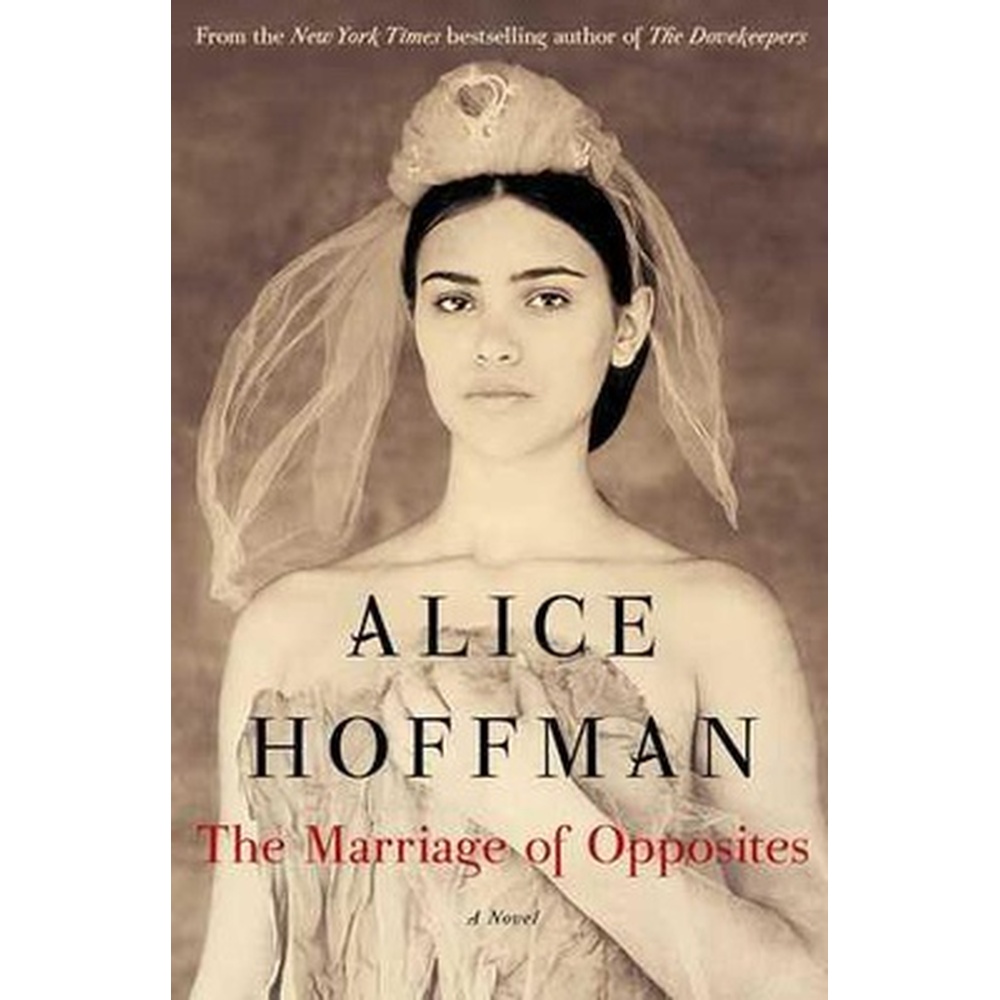 From the New York Times bestselling author of The Dovekeepers
ALICE
HOFFMAN
The Marriage of Opposites
A Novel